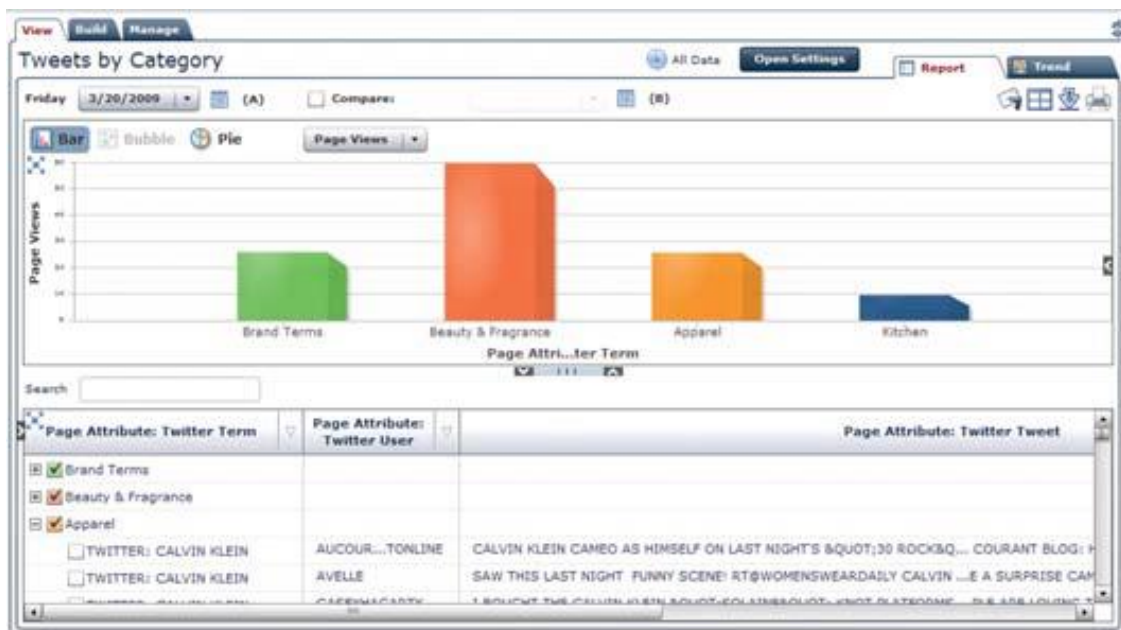 View Build Manage
Tweets by Category All Data Open Settings Report Trend
Friday 3/20/2009 (A) Compare: (B)
Bar Bubble Pie Page Views
Page Views
Brand Terms Beauty & Fragrance Apparel Kitchen
Page Attri...ter Term
Search
Page Attribute: Twitter Term Page Attribute: Twitter User Page Attribute: Twitter Tweet
Brand Terms
Beauty & Fragrance
Apparel
TWITTER: CALVIN KLEIN AUCOUR...TONLINE CALVIN KLEIN CAMEO AS HIMSELF ON LAST NIGHT'S &QUOT;30 ROCK&Q... COURANT BLOG: H
TWITTER: CALVIN KLEIN AVELLE SAW THIS LAST NIGHT FUNNY SCENE! RT@WOMENSWEARDAILY CALVIN ...E A SURPRISE CAM